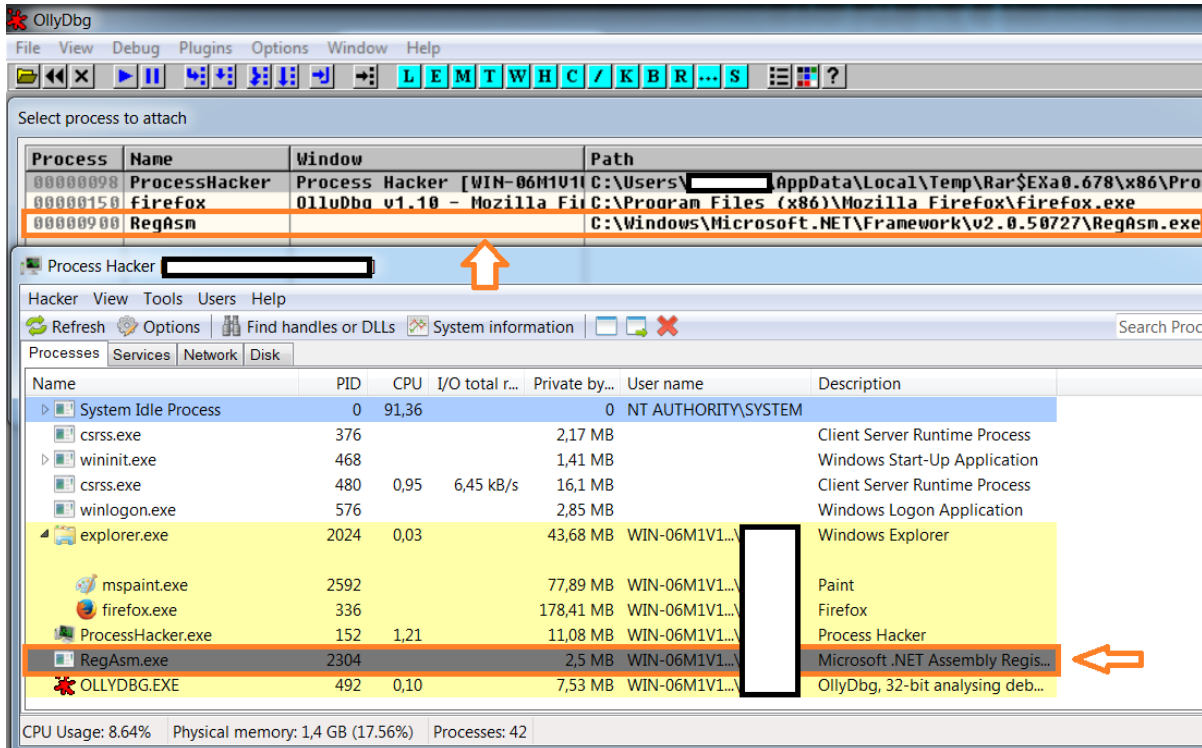 OllyDbg
File View Debug Plugins Options Window Help
L E M T W H C / K B R ... S ?
Select process to attach
Process Name Window Path
00000098 ProcessHacker Process Hacker [WIN-06M1V1 C:\Users\ AppData\Local\Temp\Rar$EXa0.678\x86\Pro
00000150 firefox OllyDbg v1.10 - Mozilla Fi C:\Program Files (x86)\Mozilla Firefox\firefox.exe
00000900 RegAsm C:\Windows\Microsoft.NET\Framework\v2.0.50727\RegAsm.exe
Process Hacker
Hacker View Tools Users Help
Refresh Options Find handles or DLLs System information Search Proc
Processes Services Network Disk
Name PID CPU I/O total r... Private by... User name Description
System Idle Process 0 91,36 0 NT AUTHORITY\SYSTEM
csrss.exe 376 2,17 MB Client Server Runtime Process
wininit.exe 468 1,41 MB Windows Start-Up Application
csrss.exe 480 0,95 6,45 kB/s 16,1 MB Client Server Runtime Process
winlogon.exe 576 2,85 MB Windows Logon Application
explorer.exe 2024 0,03 43,68 MB WIN-06M1V1...\ Windows Explorer
mspaint.exe 2592 77,89 MB WIN-06M1V1...\ Paint
firefox.exe 336 178,41 MB WIN-06M1V1...\ Firefox
ProcessHacker.exe 152 1,21 11,08 MB WIN-06M1V1...\ Process Hacker
RegAsm.exe 2304 2,5 MB WIN-06M1V1...\ Microsoft .NET Assembly Regis...
OLLYDBG.EXE 492 0,10 7,53 MB WIN-06M1V1...\ OllyDbg, 32-bit analysing deb...
CPU Usage: 8.64% Physical memory: 1,4 GB (17.56%) Processes: 42